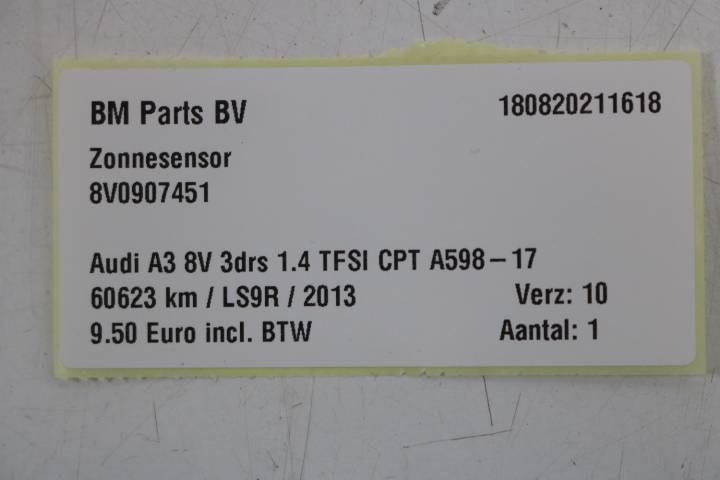 BM Parts BV 180820211618
Zonnesensor
8V0907451
Audi A3 8V 3drs 1.4 TFSI CPT A598-17
60623 km / LS9R / 2013 Verz: 10
9.50 Euro incl. BTW Aantal: 1